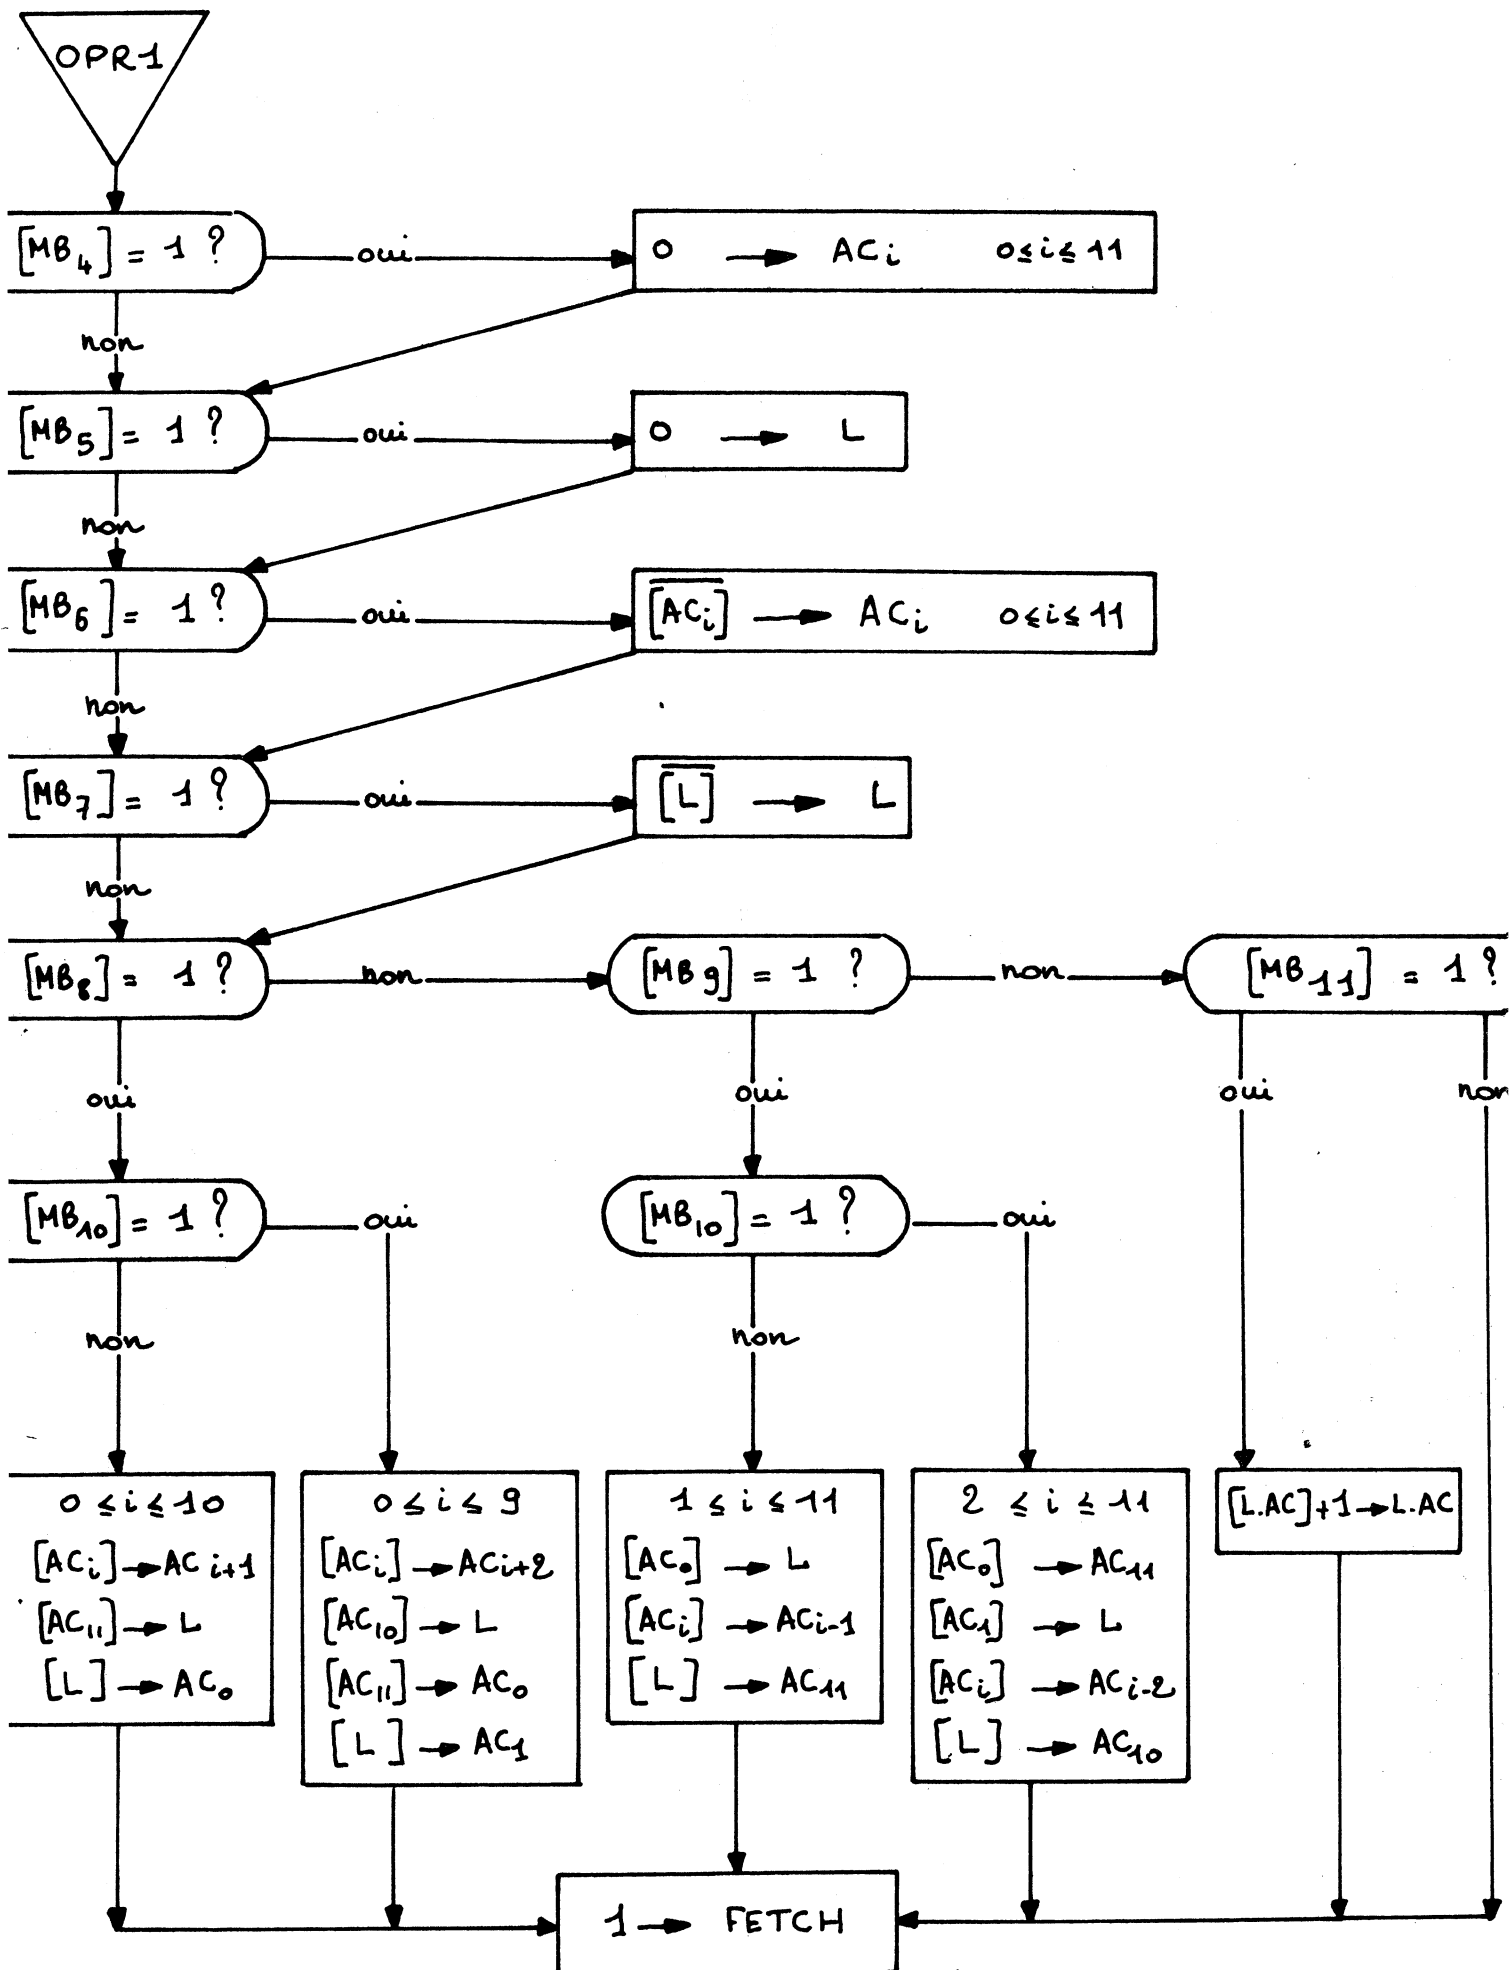 OPR1
[MB4] = 1 ?
oui
0 → ACi 0≤i≤11
non
[MB5] = 1 ?
oui
0 → L
non
[MB6] = 1 ?
oui
[A̅C̅i̅] → ACi 0≤i≤11
non
[MB7] = 1 ?
oui
[L̅] → L
non
[MB8] = 1 ?
non
[MB9] = 1 ?
non
[MB11] = 1 ?
oui
oui
oui
non
[MB10] = 1 ?
oui
[MB10] = 1 ?
oui
non
non
0 ≤ i ≤ 10
[ACi] → ACi+1
[AC11] → L
[L] → AC0
0 ≤ i ≤ 9
[ACi] → ACi+2
[AC10] → L
[AC11] → AC0
[L] → AC1
1 ≤ i ≤ 11
[AC0] → L
[ACi] → ACi-1
[L] → AC11
2 ≤ i ≤ 11
[AC0] → AC11
[AC1] → L
[ACi] → ACi-2
[L] → AC10
[L.AC]+1→L.AC
1 → FETCH